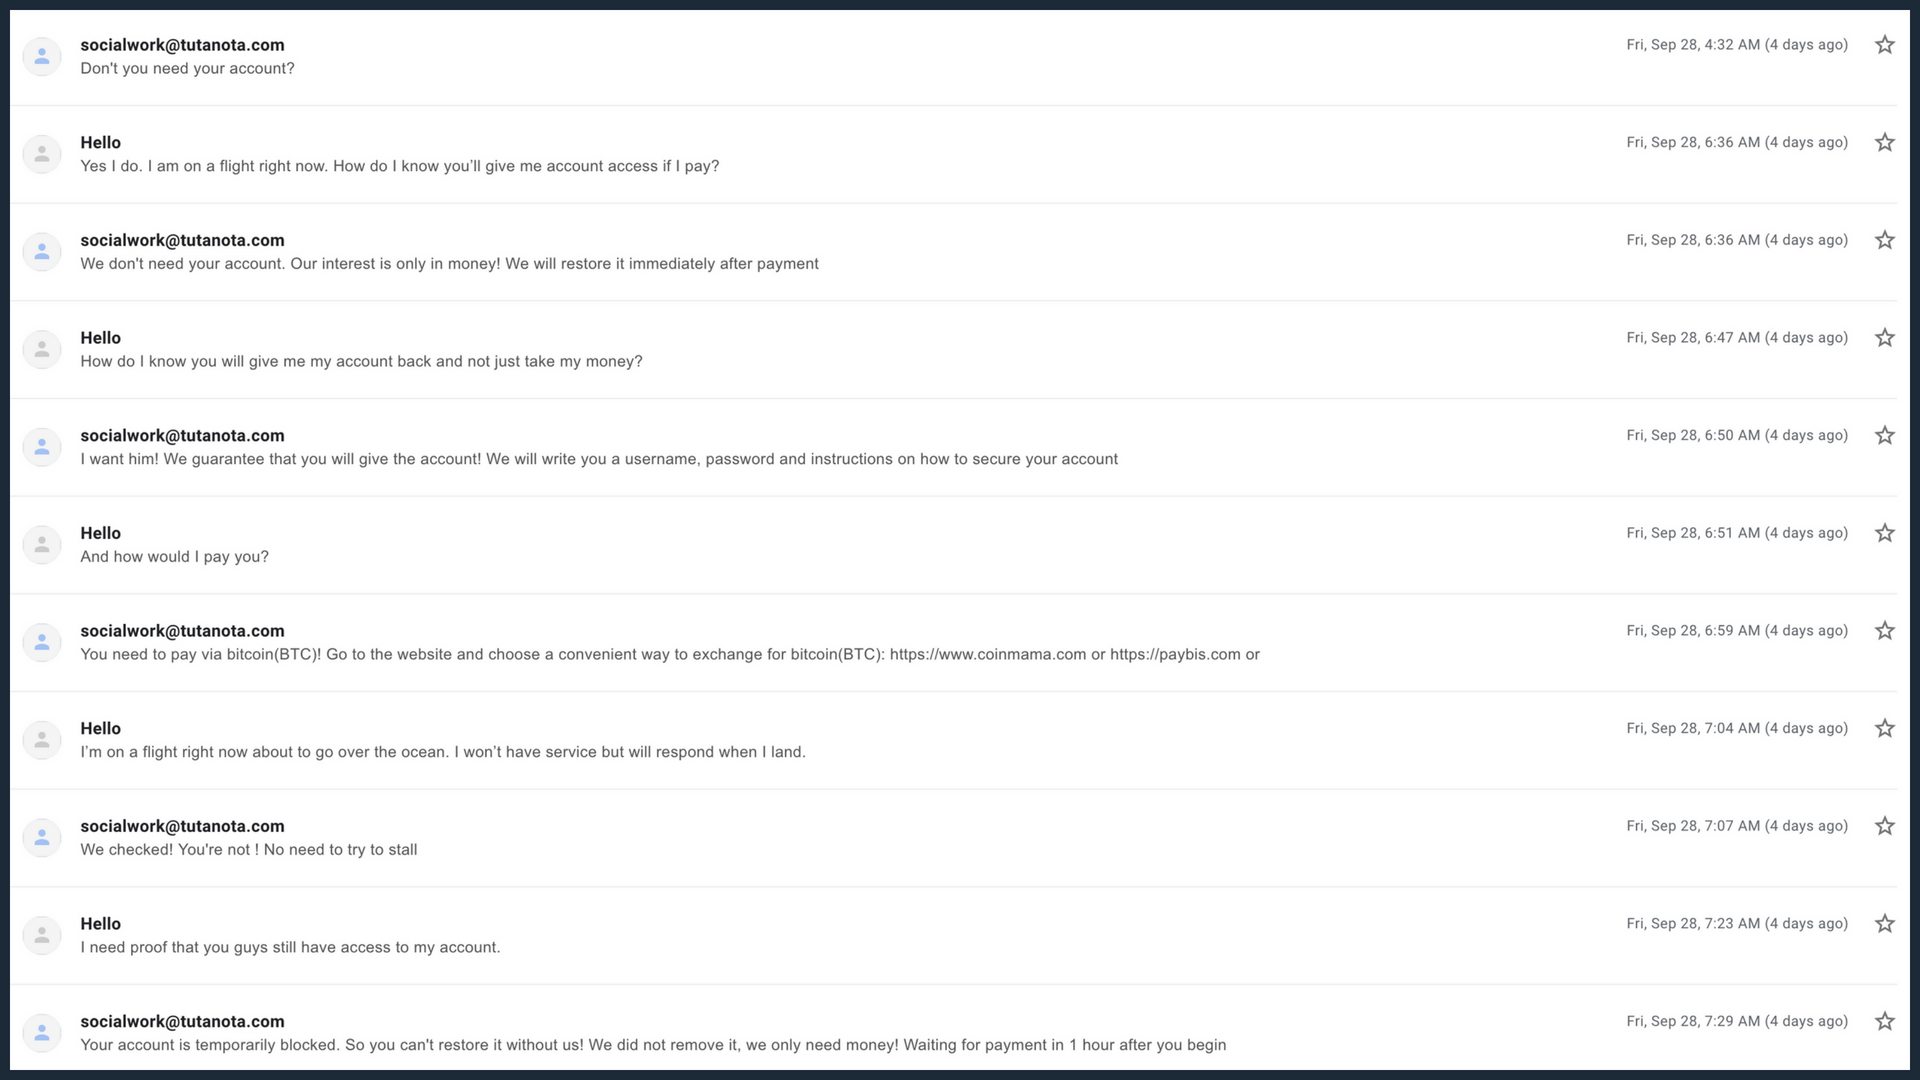 socialwork@tutanota.com
Fri, Sep 28, 4:32 AM (4 days ago)
Don't you need your account?
Hello
Fri, Sep 28, 6:36 AM (4 days ago)
Yes I do. I am on a flight right now. How do I know you’ll give me account access if I pay?
socialwork@tutanota.com
Fri, Sep 28, 6:36 AM (4 days ago)
We don't need your account. Our interest is only in money! We will restore it immediately after payment
Hello
Fri, Sep 28, 6:47 AM (4 days ago)
How do I know you will give me my account back and not just take my money?
socialwork@tutanota.com
Fri, Sep 28, 6:50 AM (4 days ago)
I want him! We guarantee that you will give the account! We will write you a username, password and instructions on how to secure your account
Hello
Fri, Sep 28, 6:51 AM (4 days ago)
And how would I pay you?
socialwork@tutanota.com
Fri, Sep 28, 6:59 AM (4 days ago)
You need to pay via bitcoin(BTC)! Go to the website and choose a convenient way to exchange for bitcoin(BTC): https://www.coinmama.com or https://paybis.com or
Hello
Fri, Sep 28, 7:04 AM (4 days ago)
I’m on a flight right now about to go over the ocean. I won’t have service but will respond when I land.
socialwork@tutanota.com
Fri, Sep 28, 7:07 AM (4 days ago)
We checked! You're not ! No need to try to stall
Hello
Fri, Sep 28, 7:23 AM (4 days ago)
I need proof that you guys still have access to my account.
socialwork@tutanota.com
Fri, Sep 28, 7:29 AM (4 days ago)
Your account is temporarily blocked. So you can't restore it without us! We did not remove it, we only need money! Waiting for payment in 1 hour after you begin